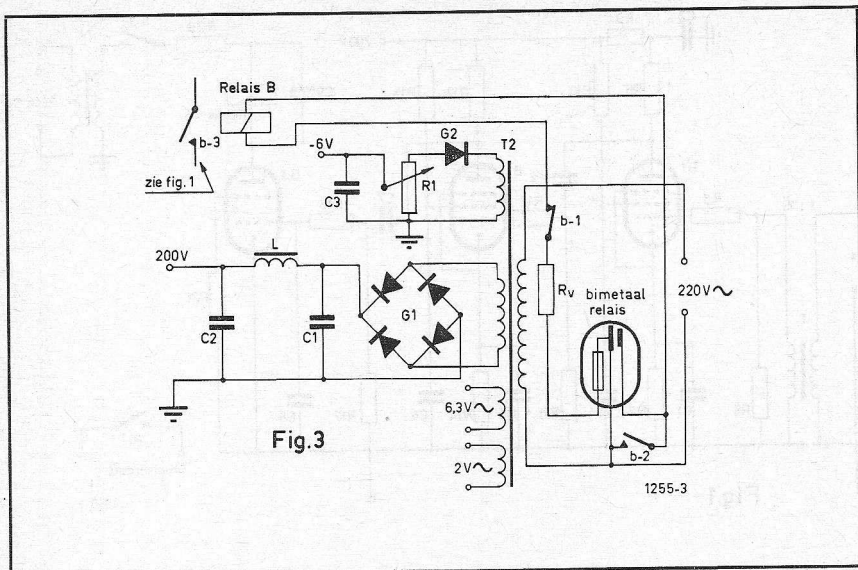 Relais B
b-3
zie fig.1
-6V
C3
R1
G2
T2
b-1
200V
L
C2
C1
G1
Rv
bimetaal
relais
220V~
6,3V~
2V~
b-2
Fig.3
1255-3